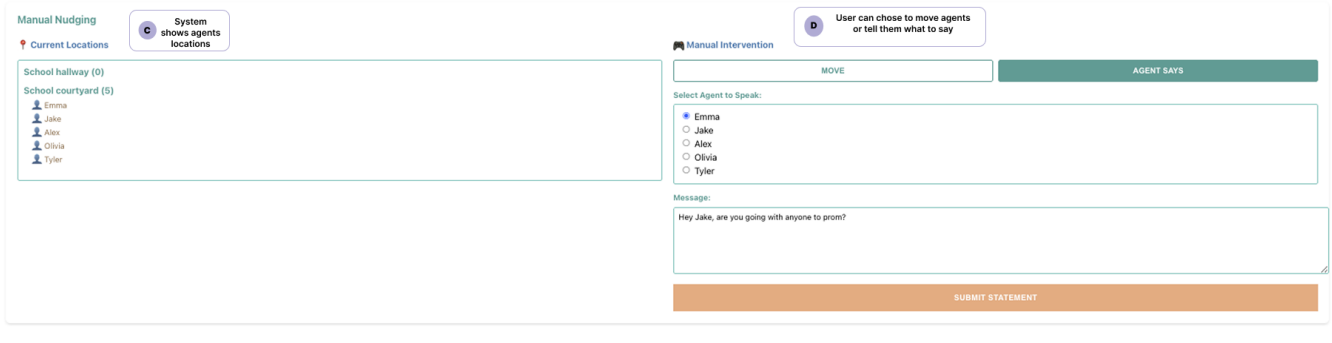 Manual Nudging
C
System
shows agents
locations
Current Locations
School hallway (0)
School courtyard (5)
Emma
Jake
Alex
Olivia
Tyler
D
User can chose to move agents
or tell them what to say
Manual Intervention
MOVE
AGENT SAYS
Select Agent to Speak:
Emma
Jake
Alex
Olivia
Tyler
Message:
Hey Jake, are you going with anyone to prom?
SUBMIT STATEMENT